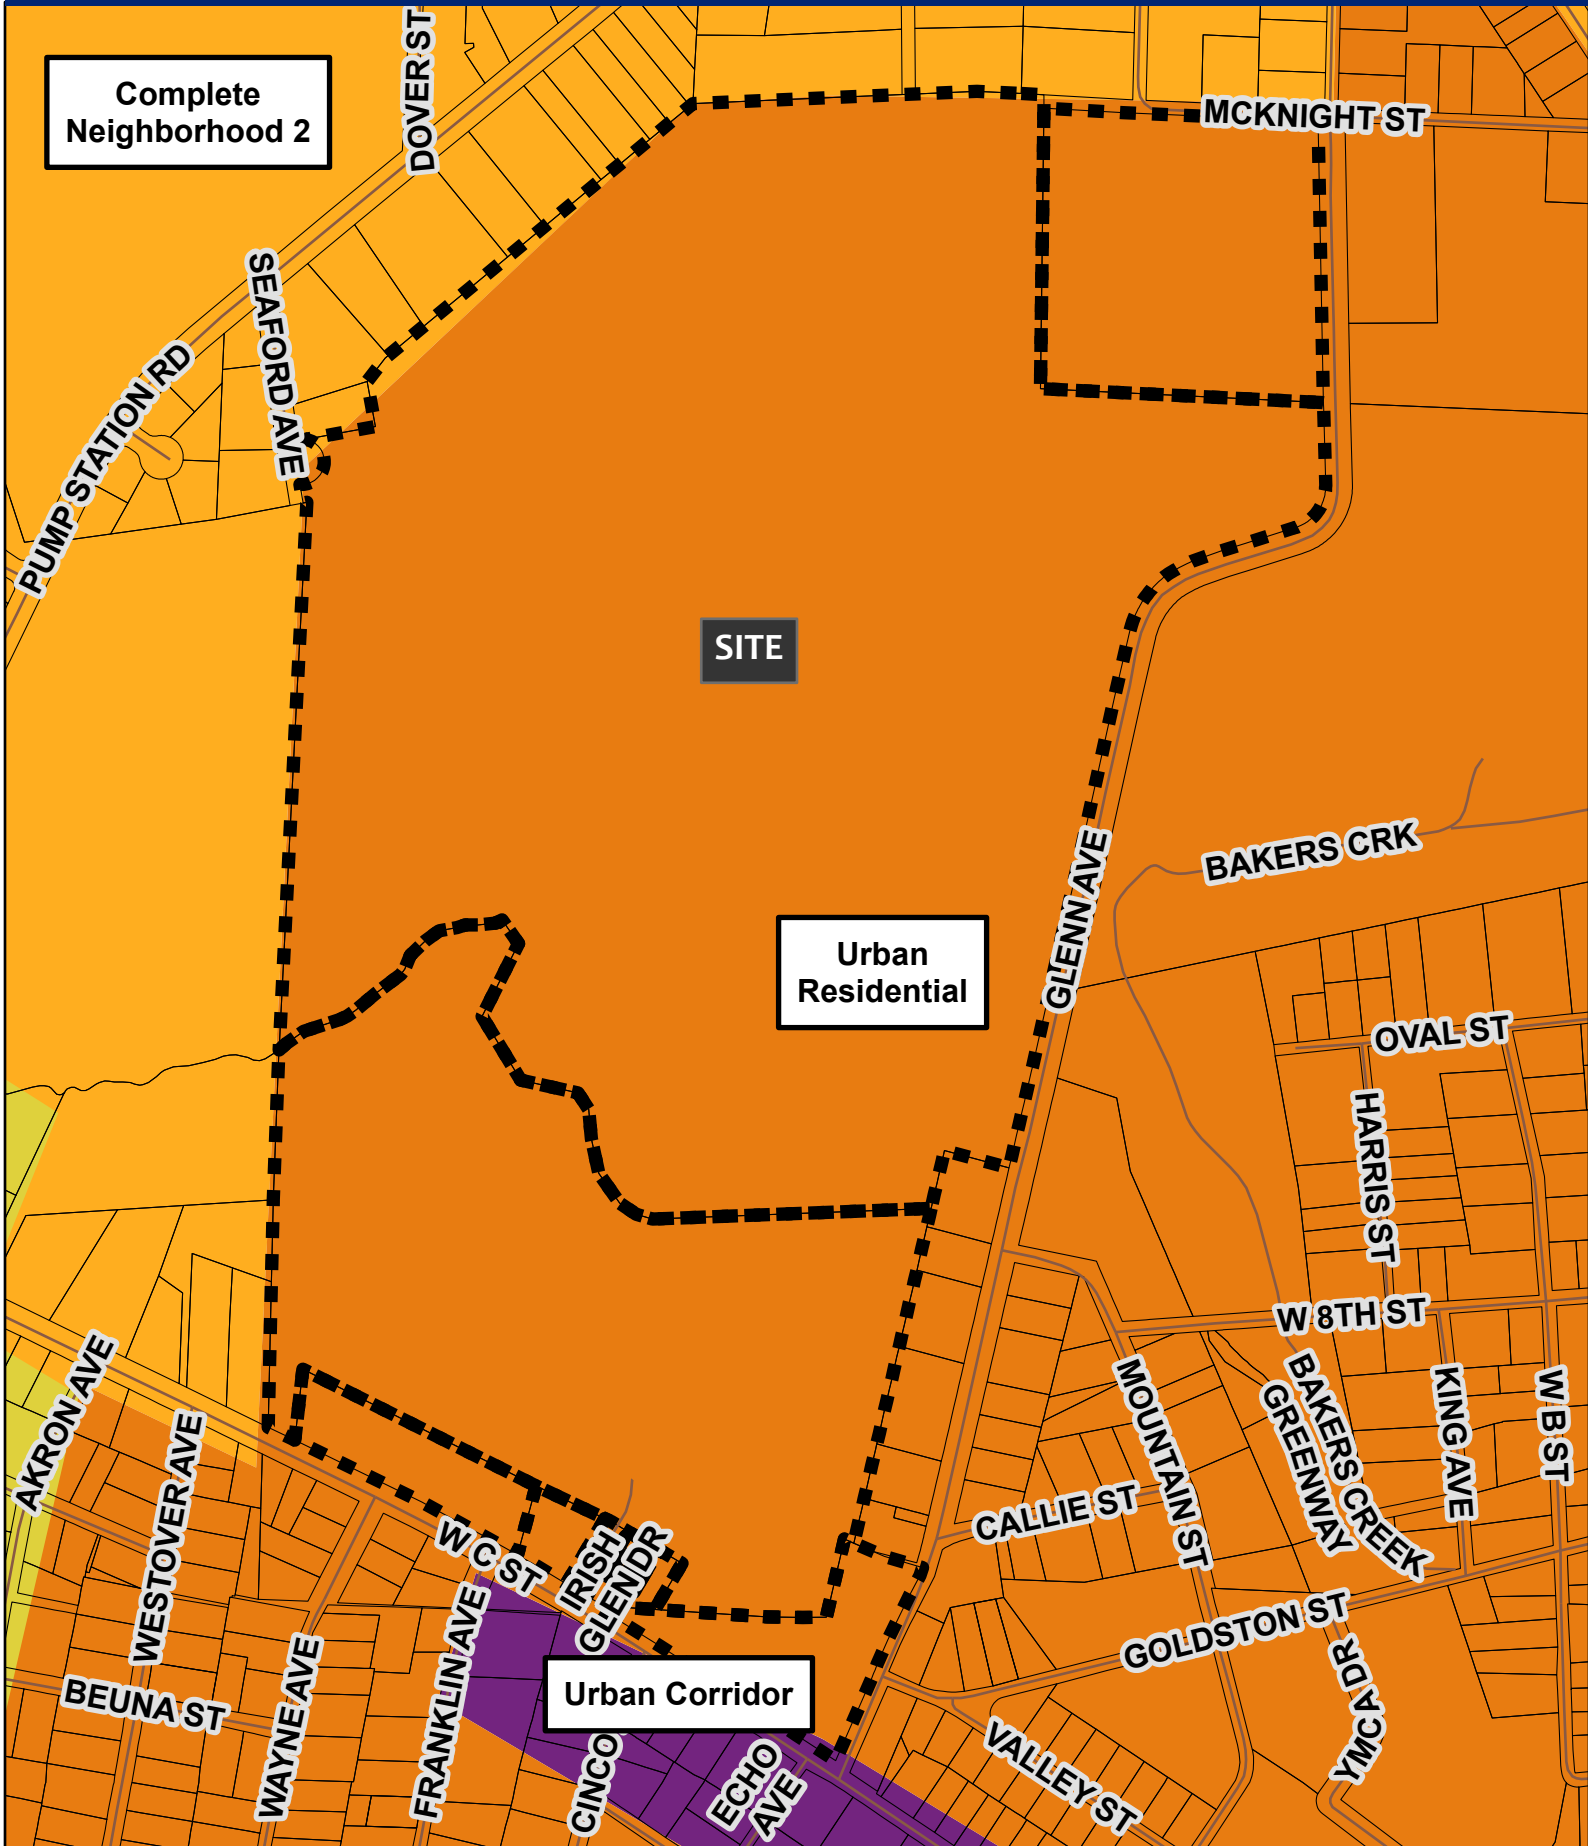 Complete
Neighborhood 2
DOVER ST
MCKNIGHT ST
SEAFORD AVE
PUMP STATION RD
SITE
BAKERS CRK
GLENN AVE
Urban
Residential
OVAL ST
HARRIS ST
W 8TH ST
AKRON AVE
WESTOVER AVE
MOUNTAIN ST
BAKERS CREEK
GREENWAY
KING AVE
W B ST
CALLIE ST
W C ST
IRISH
GLEN DR
GOLDSTON ST
YMCA DR
BEUNA ST
WAYNE AVE
FRANKLIN AVE
Urban Corridor
CINCO
ECHO
AVE
VALLEY ST